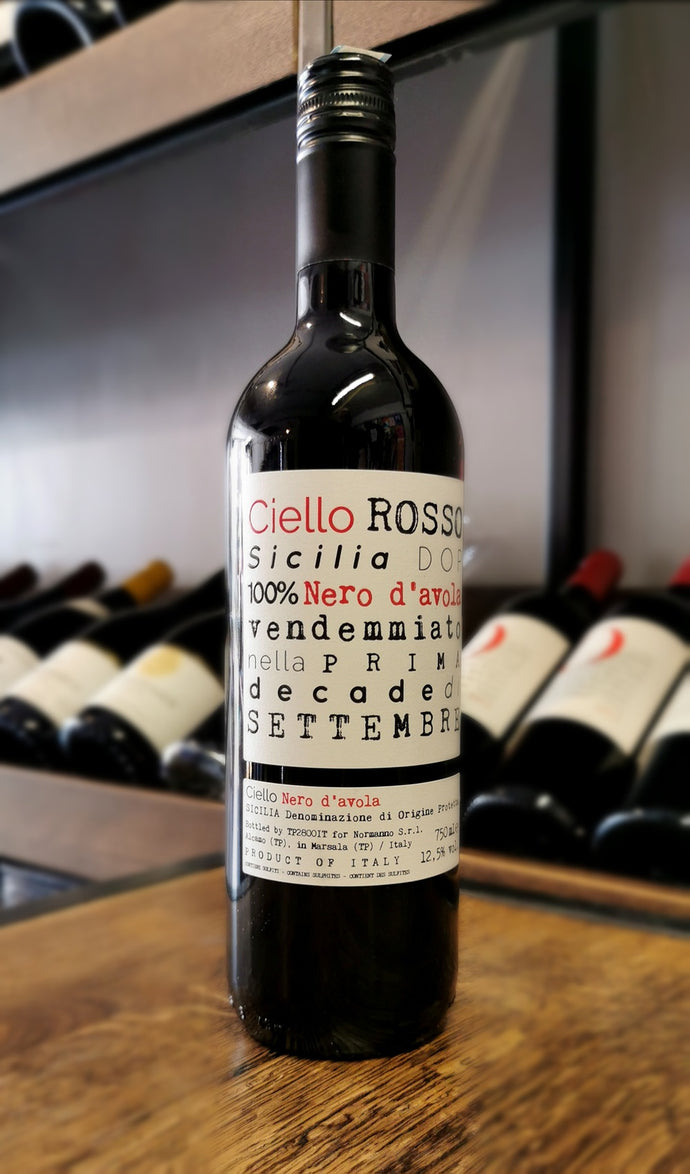 Ciello ROSSO
Sicilia DOP
100% Nero d'avola
vendemmiato
nella PRIMA
decade di
SETTEMBRE
Ciello Nero d'avola
SICILIA Denominazione di Origine Protetta
Bottled by TP2800IT for Normanno S.r.l.
Alcamo (TP), in Marsala (TP) / Italy
750 ml e
PRODUCT OF ITALY 12,5% vol
CONTIENE SOLFITI - CONTAINS SULPHITES - CONTIENT DES SULFITES